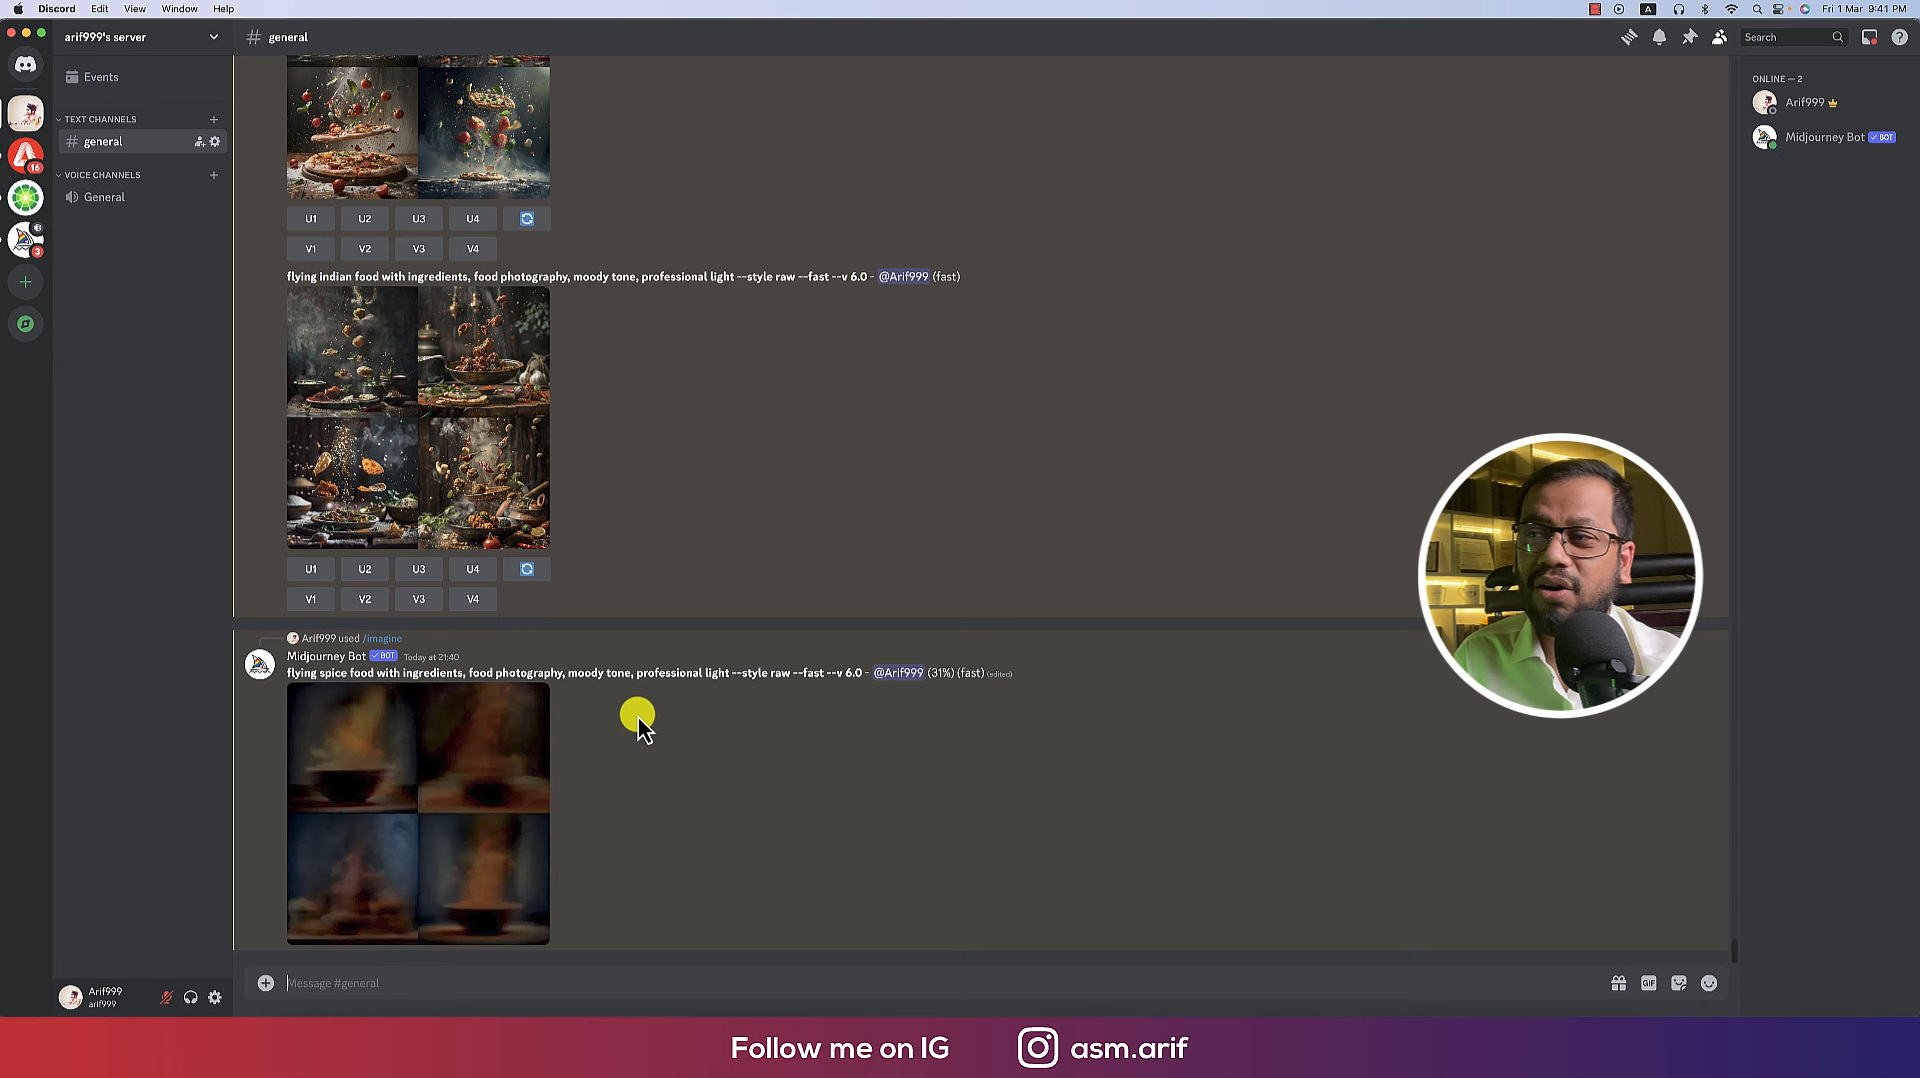 Discord Edit View Window Help
A
Fri 1 Mar 9:41 PM
arif999's server
# general
Search
Events
TEXT CHANNELS
# general
VOICE CHANNELS
General
16
3
U1 U2 U3 U4
V1 V2 V3 V4
flying indian food with ingredients, food photography, moody tone, professional light --style raw --fast --v 6.0 - @Arif999 (fast)
U1 U2 U3 U4
V1 V2 V3 V4
Arif999 used /imagine
Midjourney Bot BOT Today at 21:40
flying spice food with ingredients, food photography, moody tone, professional light --style raw --fast --v 6.0 - @Arif999 (31%) (fast) (edited)
Message #general
GIF
Arif999
arif999
ONLINE — 2
Arif999
Midjourney Bot BOT
Follow me on IG asm.arif